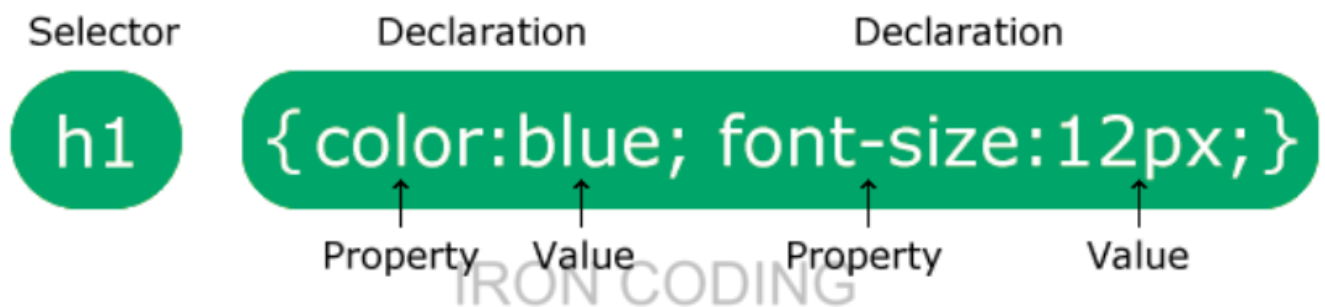 Selector Declaration Declaration
h1 {color:blue; font-size:12px;}
Property Value Property Value
IRON CODING